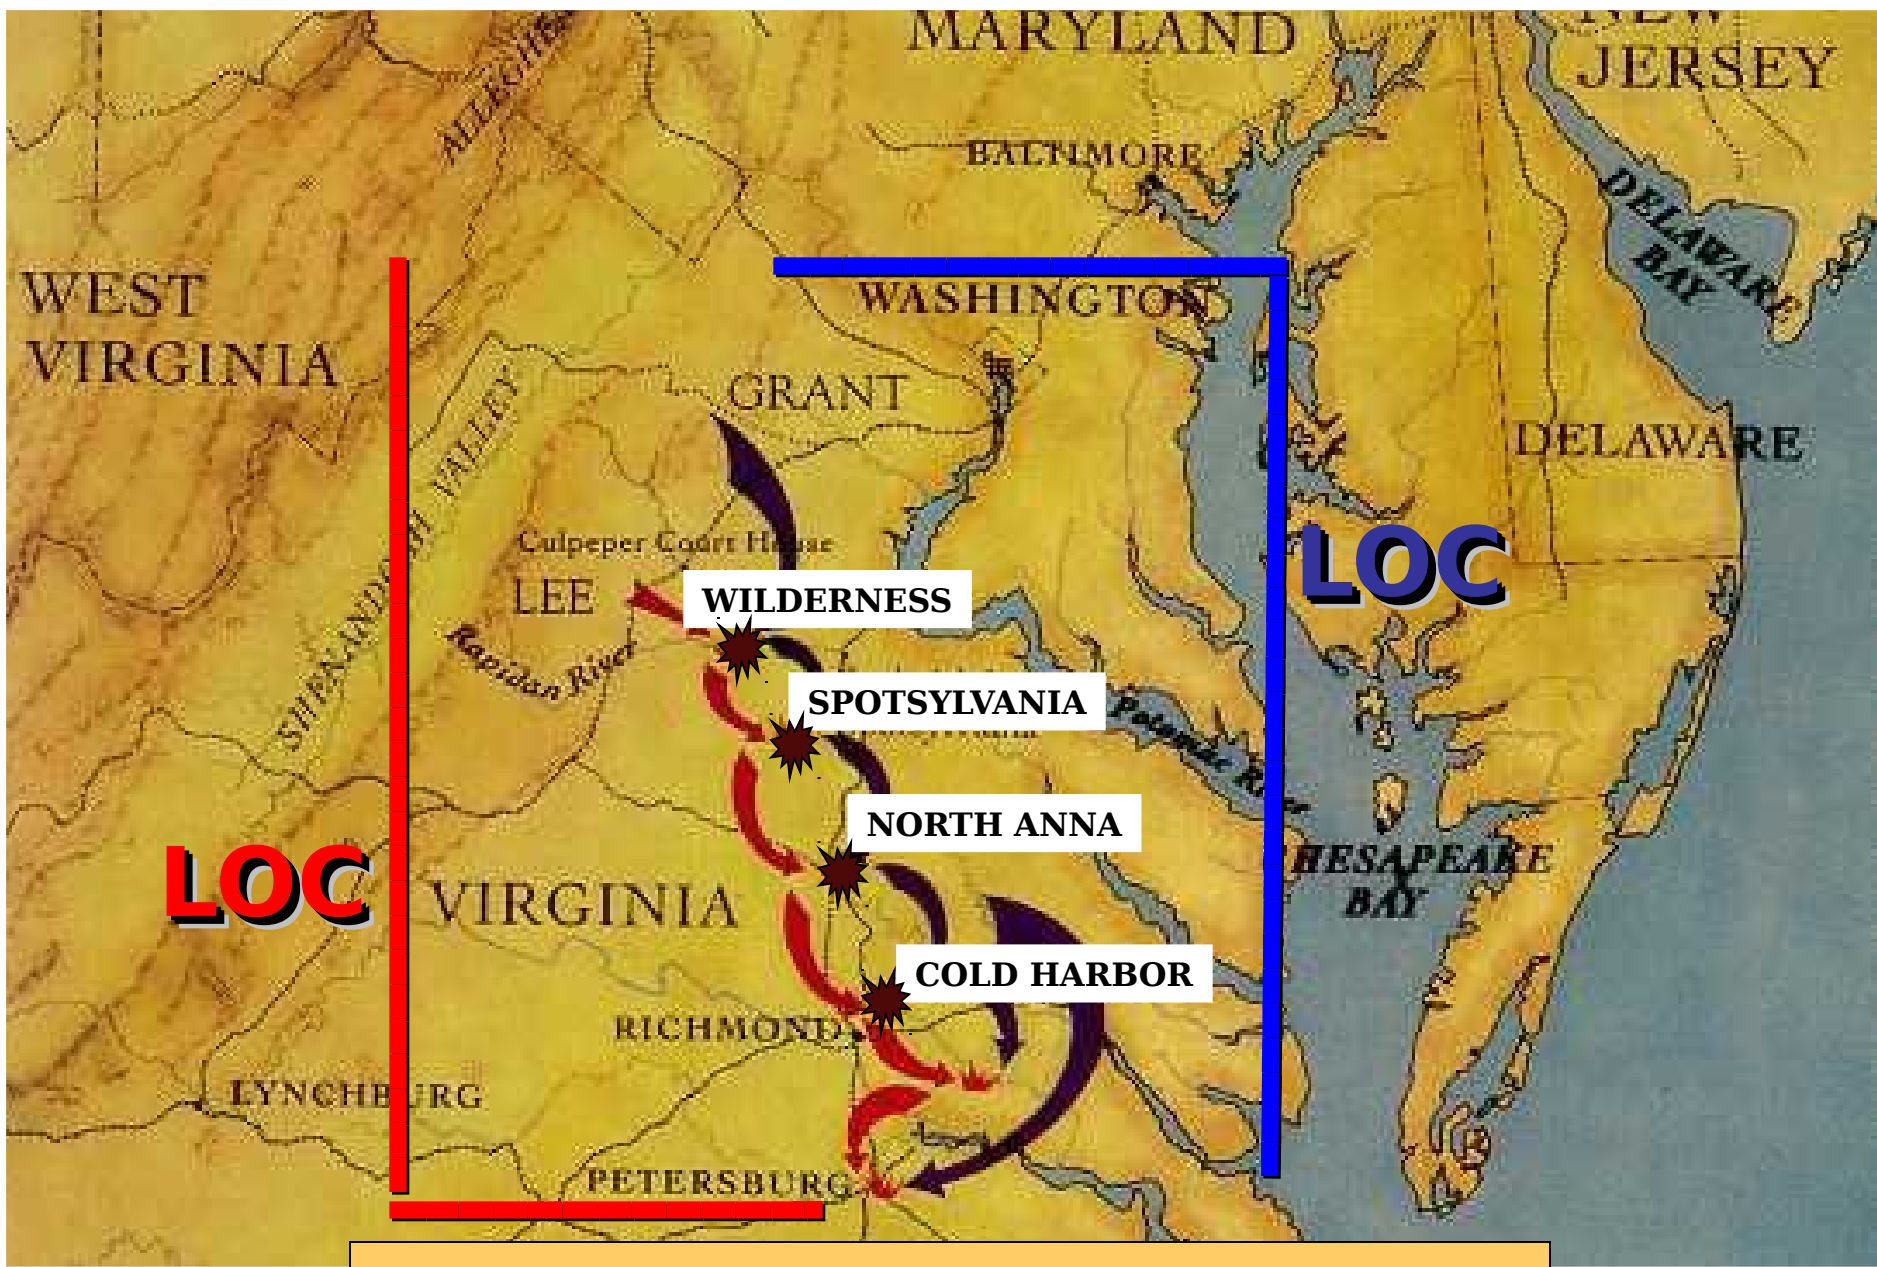 MARYLAND
NEW
JERSEY
BALTIMORE
DELAWARE
BAY
WEST
VIRGINIA
WASHINGTON
GRANT
DELAWARE
SHENANDOAH VALLEY
Culpeper Court House
LEE
LOC
WILDERNESS
Rapidan River
SPOTSYLVANIA
Potomac River
NORTH ANNA
LOC
VIRGINIA
CHESAPEAKE
BAY
COLD HARBOR
RICHMOND
LYNCHBURG
PETERSBURG